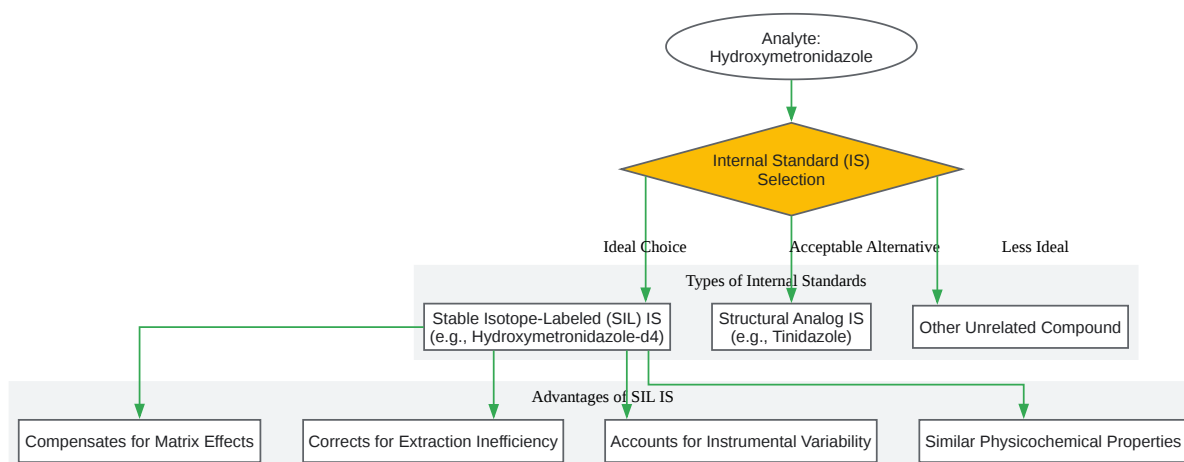 Analyte:
Hydroxymetronidazole
Internal Standard (IS)
Selection
Ideal Choice
Acceptable Alternative
Less Ideal
Types of Internal Standards
Stable Isotope-Labeled (SIL) IS
(e.g., Hydroxymetronidazole-d4)
Structural Analog IS
(e.g., Tinidazole)
Other Unrelated Compound
Advantages of SIL IS
Compensates for Matrix Effects
Corrects for Extraction Inefficiency
Accounts for Instrumental Variability
Similar Physicochemical Properties